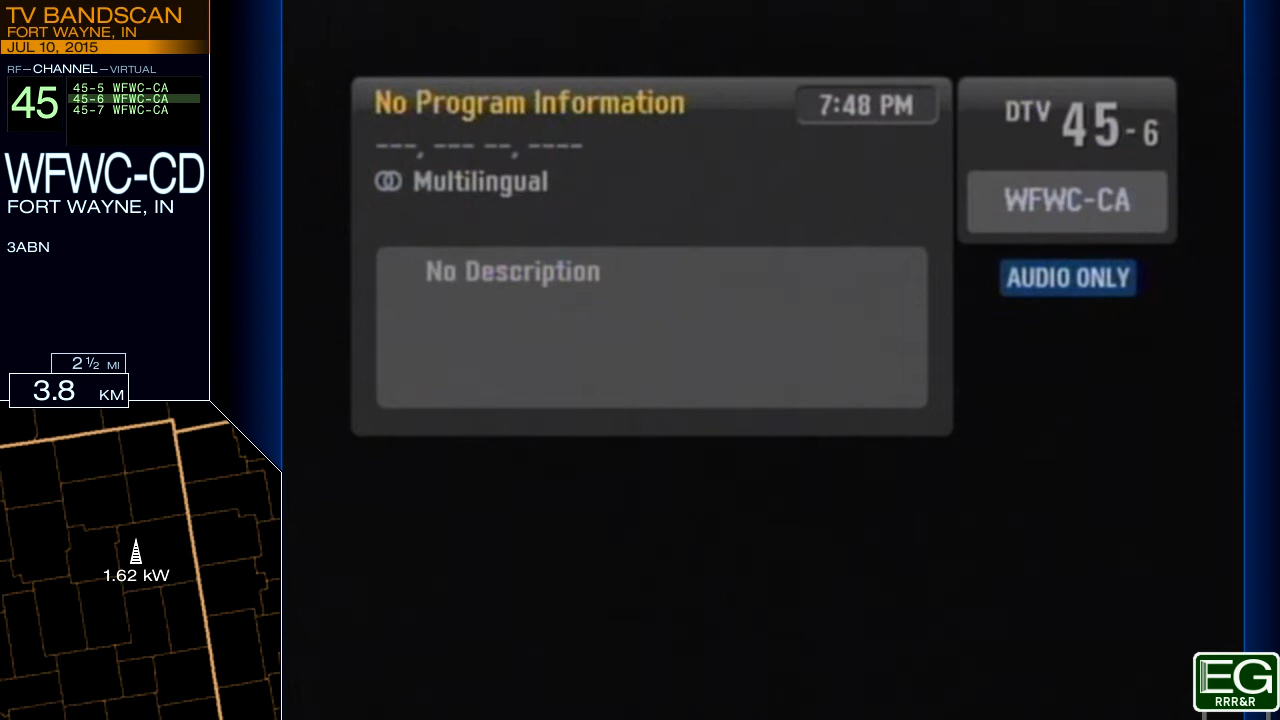 TV BANDSCAN
FORT WAYNE, IN
JUL 10, 2015
RF—CHANNEL—VIRTUAL
45
45-5 WFWC-CA
45-6 WFWC-CA
45-7 WFWC-CA
WFWC-CD
FORT WAYNE, IN
3ABN
2 ½ MI
3.8 KM
1.62 kW
No Program Information
7:48 PM
---, --- --, ----
Multilingual
No Description
DTV 45-6
WFWC-CA
AUDIO ONLY
EG
RRR&R